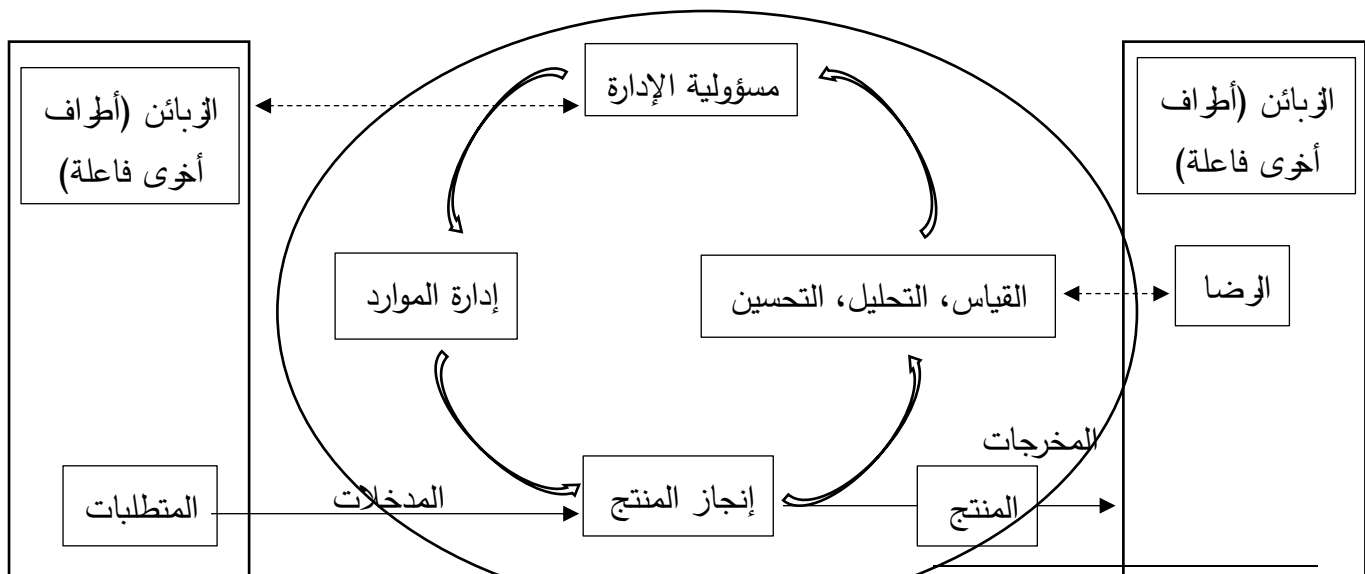 مسؤولية الإدارة
الزبائن (أطراف
أخرى فاعلة)
الزبائن (أطراف
أخرى فاعلة)
الرضا
القياس، التحليل، التحسين
إدارة الموارد
المخرجات
المنتج
إنجاز المنتج
المدخلات
المتطلبات